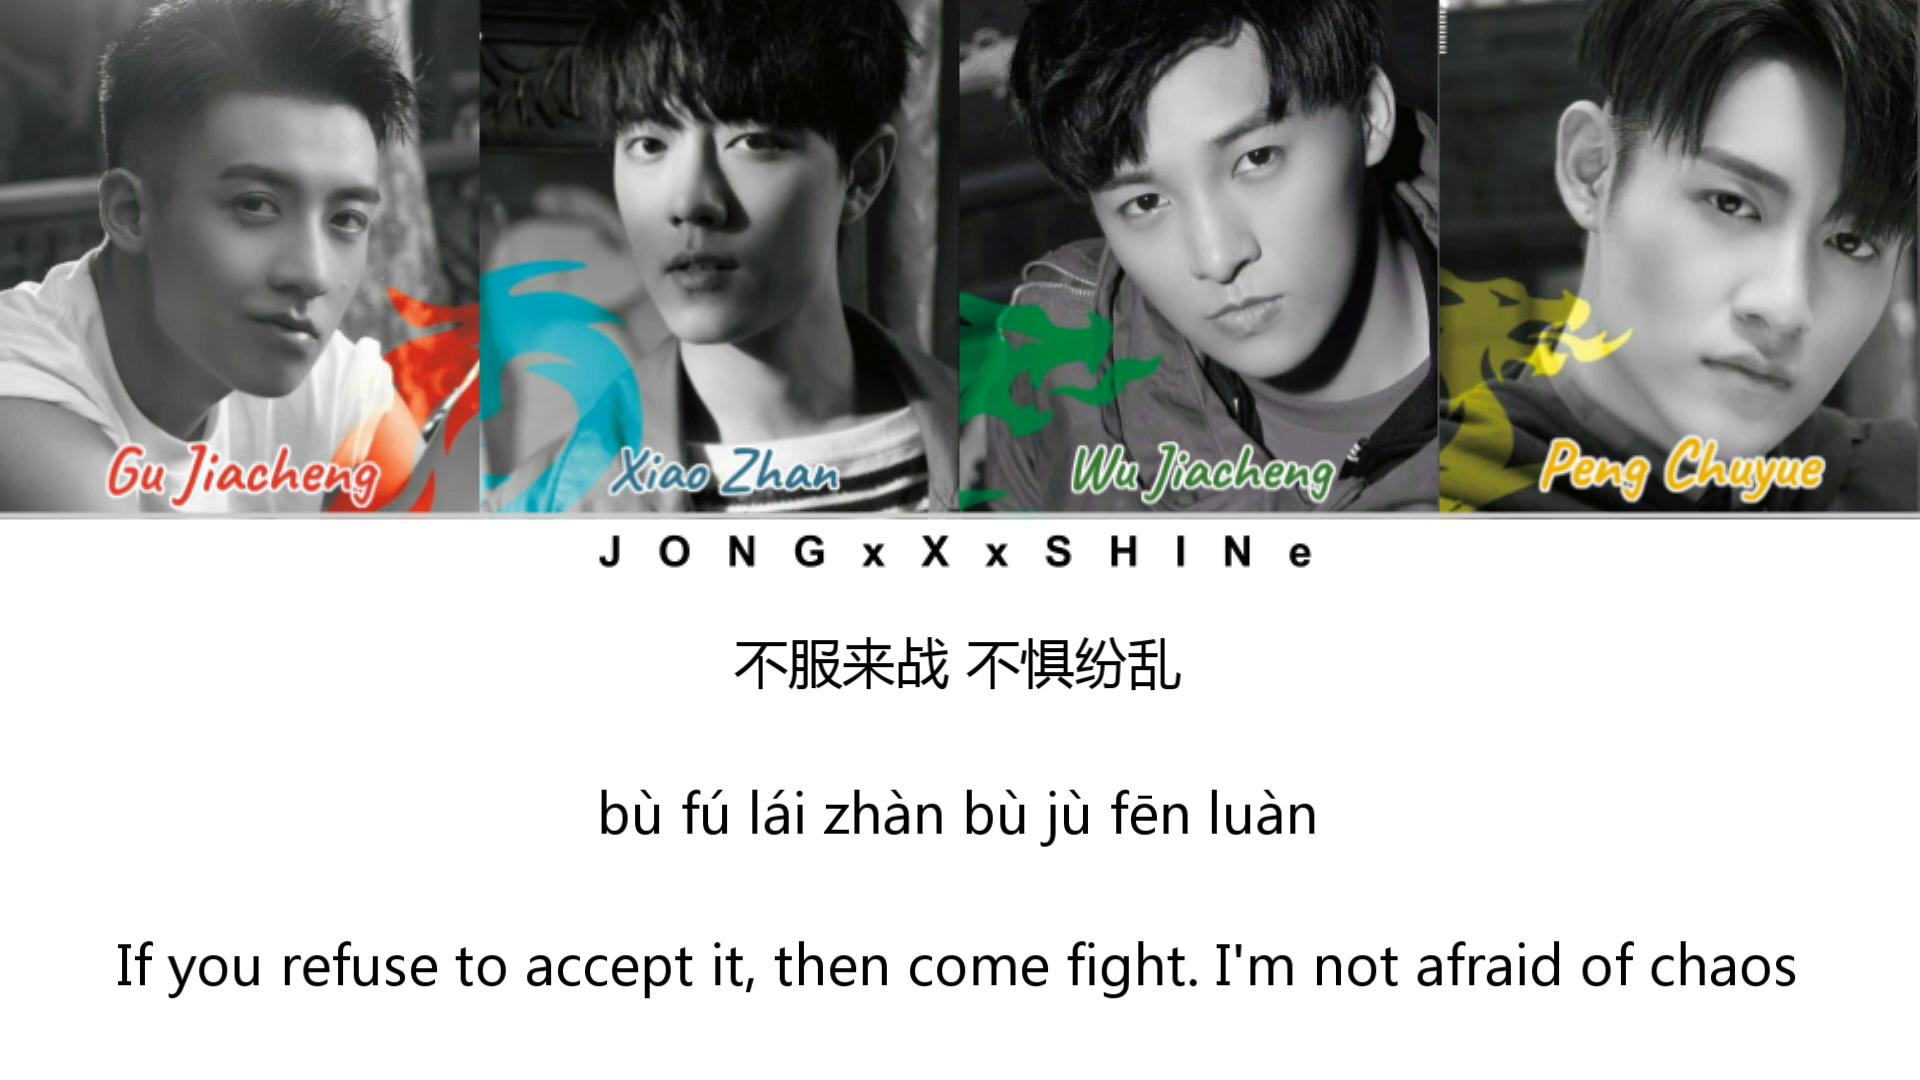 Gu Jiacheng
Xiao Zhan
Wu Jiacheng
Peng Chuyue
JONGxXxSHINe
不服来战 不惧纷乱
bù fú lái zhàn bù jù fēn luàn
If you refuse to accept it, then come fight. I'm not afraid of chaos